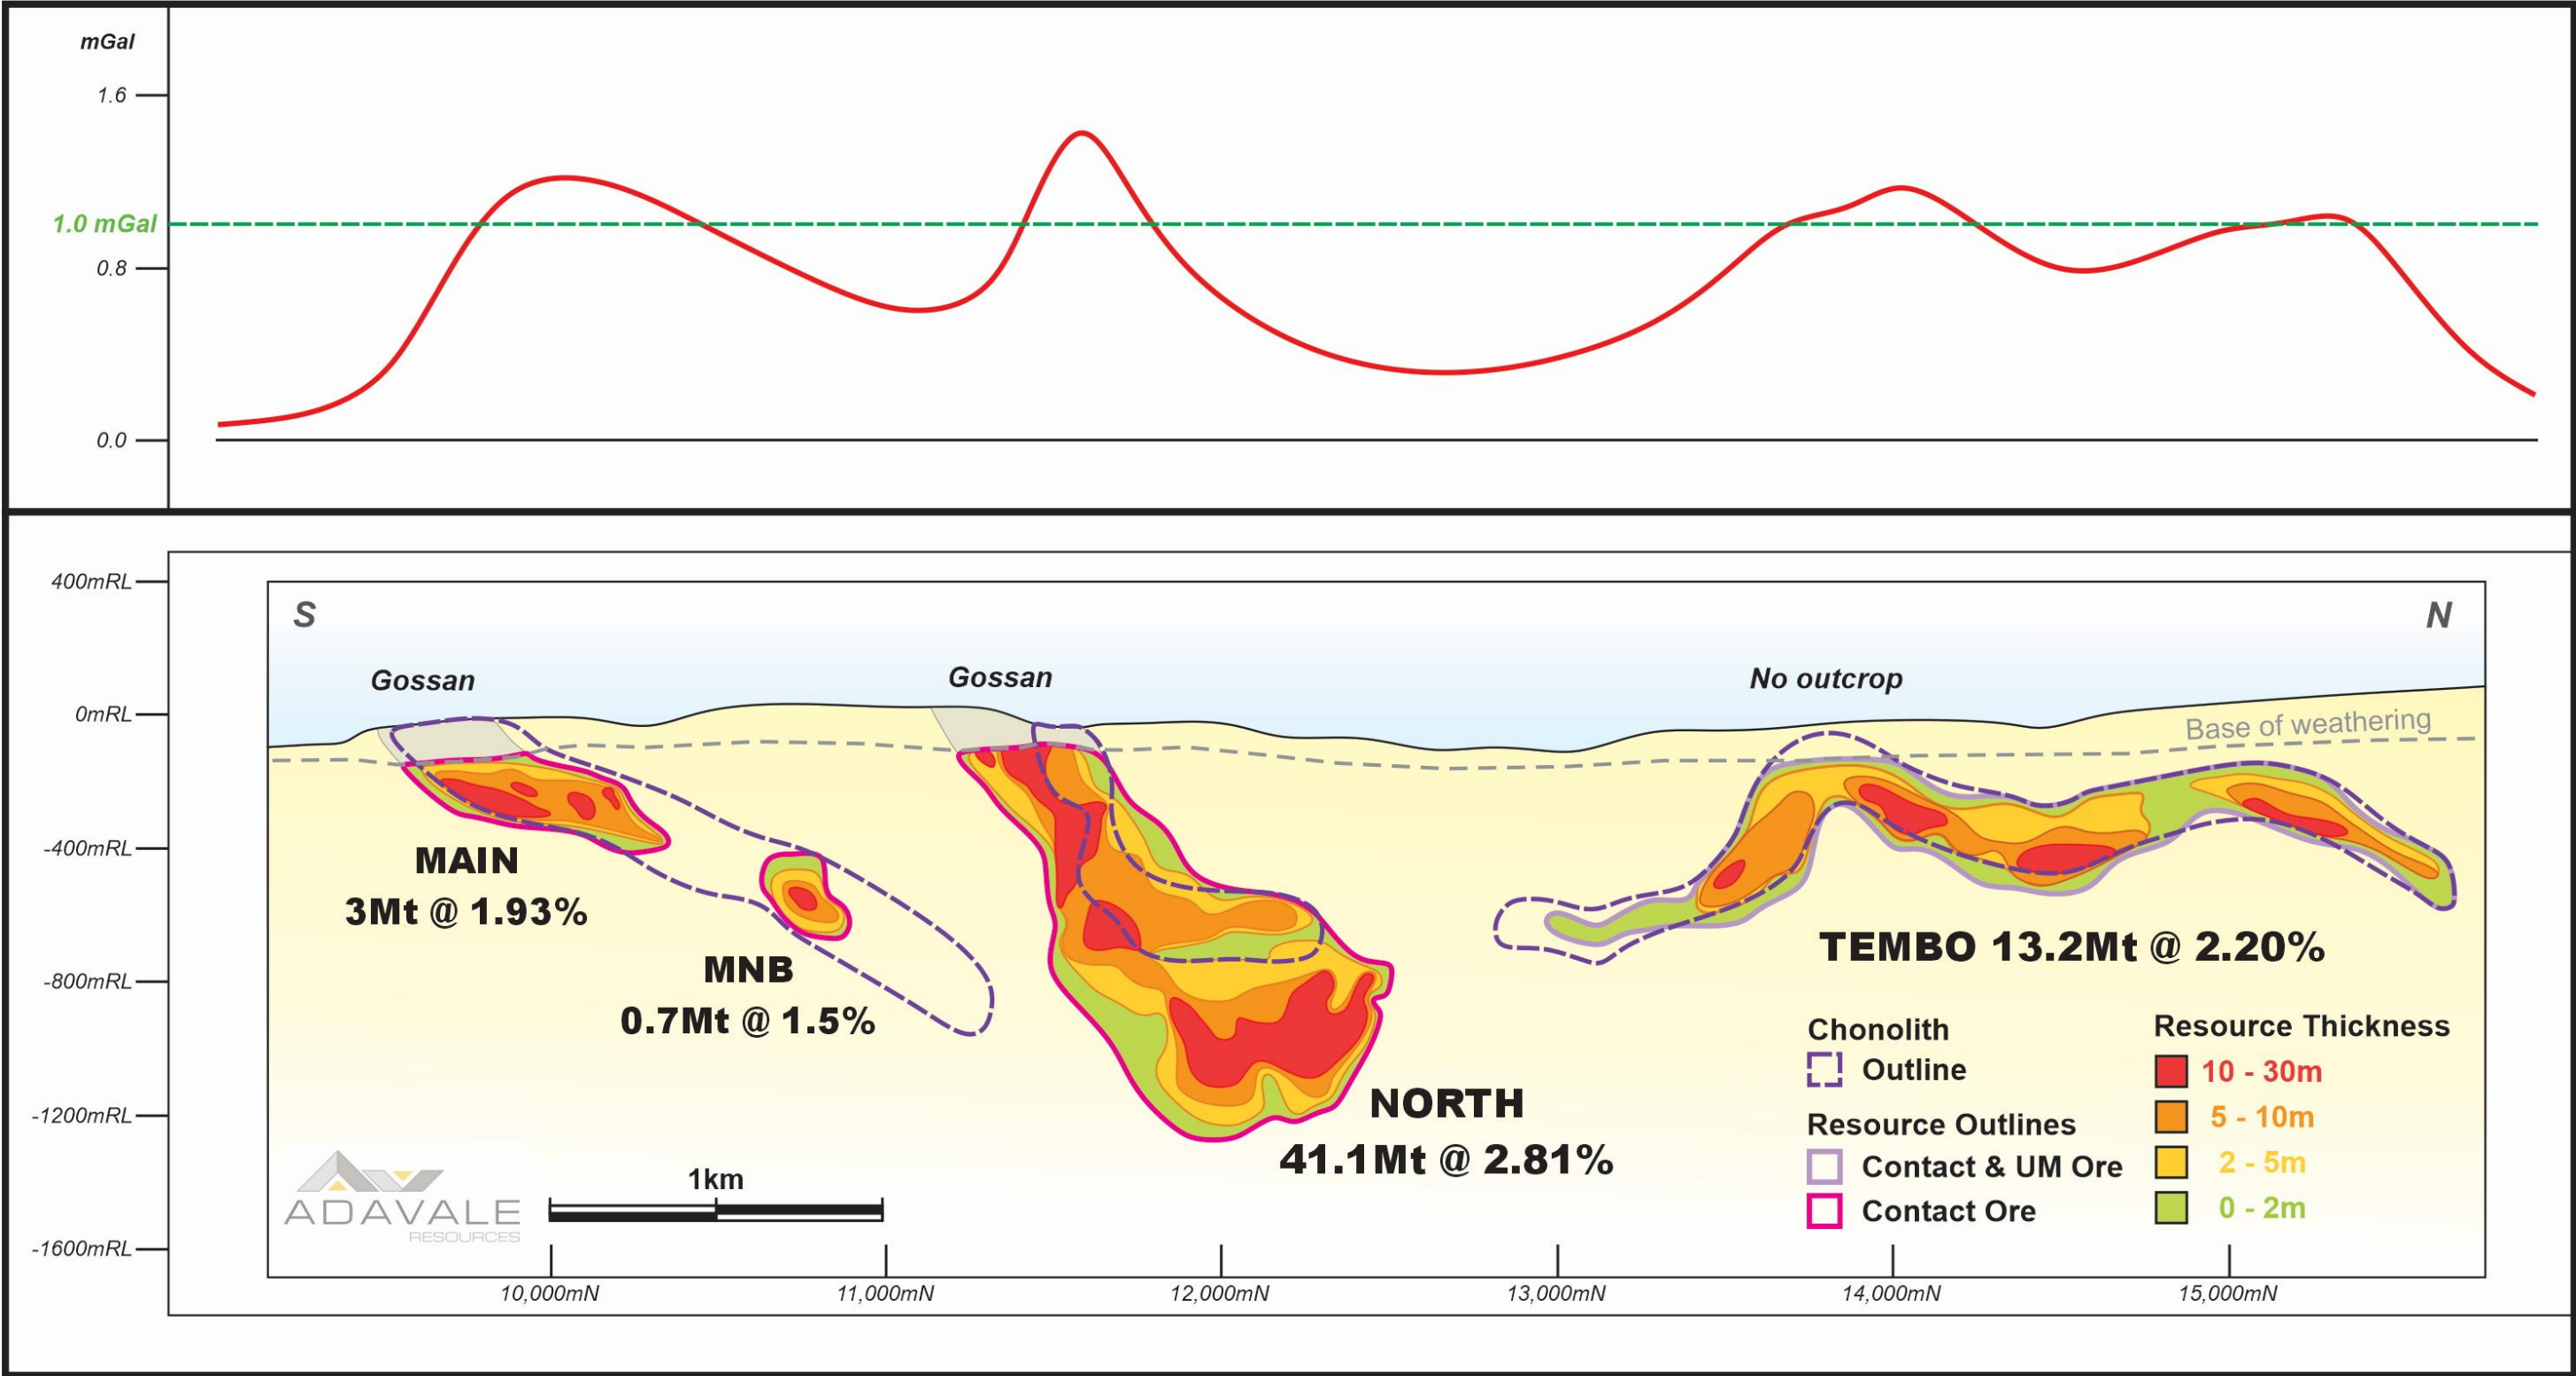 mGal
1.6
1.0 mGal
0.8
0.0
400mRL
0mRL
-400mRL
-800mRL
-1200mRL
-1600mRL
S
N
Gossan
Gossan
No outcrop
Base of weathering
MAIN
3Mt @ 1.93%
MNB
0.7Mt @ 1.5%
NORTH
41.1Mt @ 2.81%
TEMBO 13.2Mt @ 2.20%
Chonolith
Outline
Resource Outlines
Contact & UM Ore
Contact Ore
Resource Thickness
10 - 30m
5 - 10m
2 - 5m
0 - 2m
ADAVALE
RESOURCES
1km
10,000mN
11,000mN
12,000mN
13,000mN
14,000mN
15,000mN